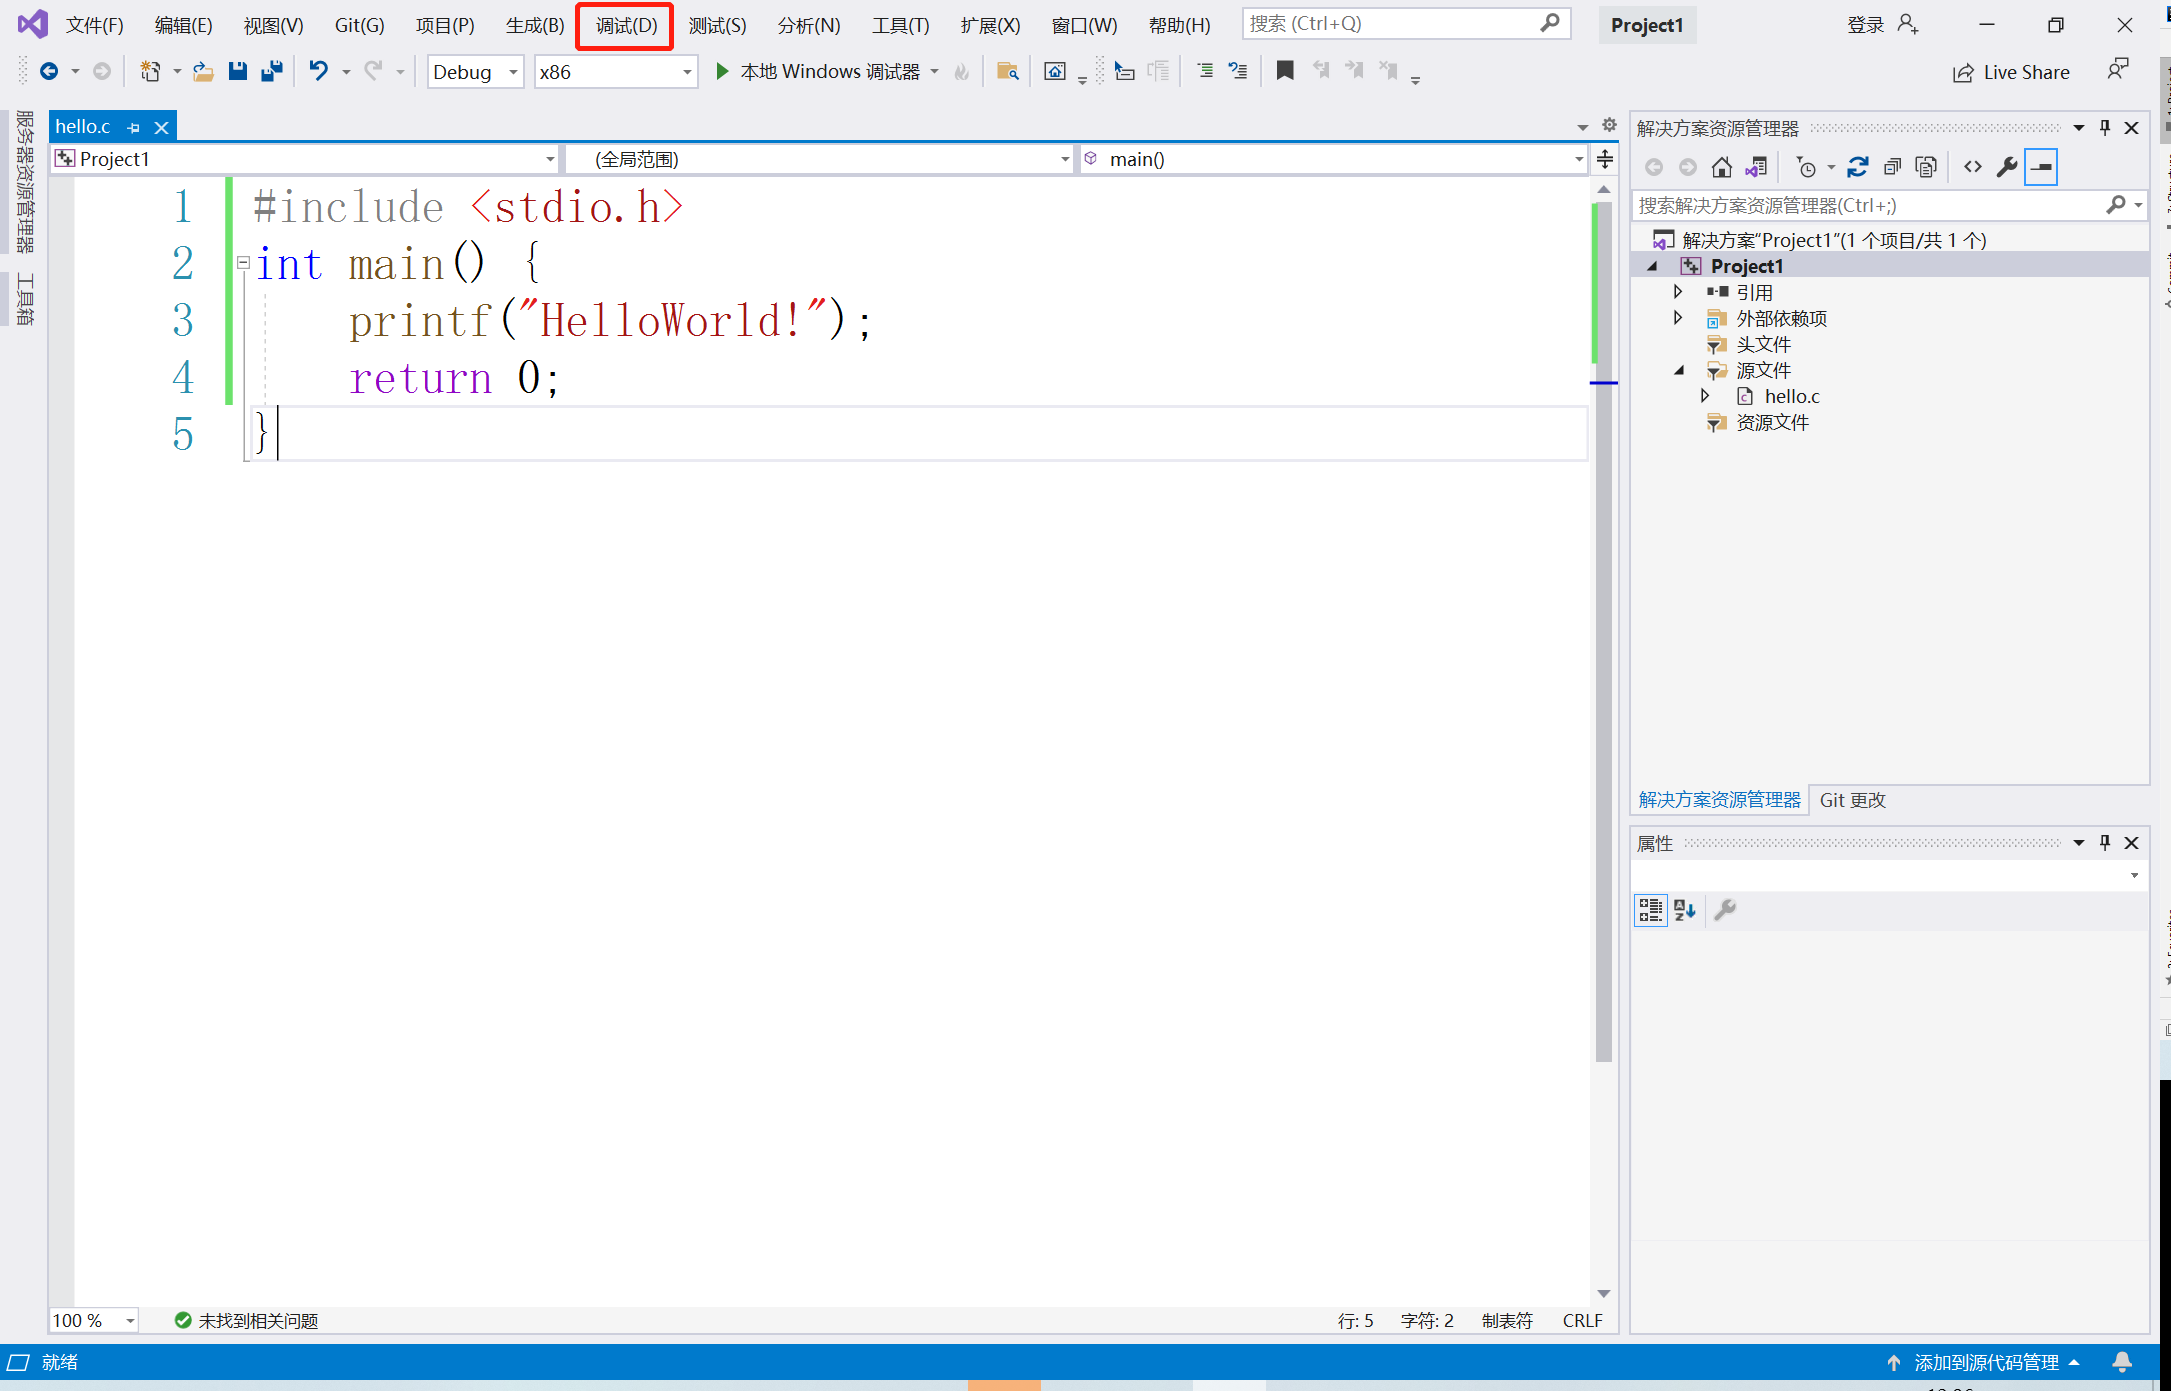 文件(F) 编辑(E) 视图(V) Git(G) 项目(P) 生成(B) 调试(D) 测试(S) 分析(N) 工具(T) 扩展(X) 窗口(W) 帮助(H) 搜索 (Ctrl+Q) Project1 登录
Debug x86 本地 Windows 调试器 Live Share
服务器资源管理器
工具箱
hello.c
Project1 (全局范围) main()
1 #include <stdio.h>
2 int main() {
3 printf("HelloWorld!");
4 return 0;
5 }
100 % 未找到相关问题 行: 5 字符: 2 制表符 CRLF
解决方案资源管理器
搜索解决方案资源管理器(Ctrl+;)
解决方案"Project1"(1 个项目/共 1 个)
Project1
引用
外部依赖项
头文件
源文件
hello.c
资源文件
解决方案资源管理器 Git 更改
属性
就绪 添加到源代码管理